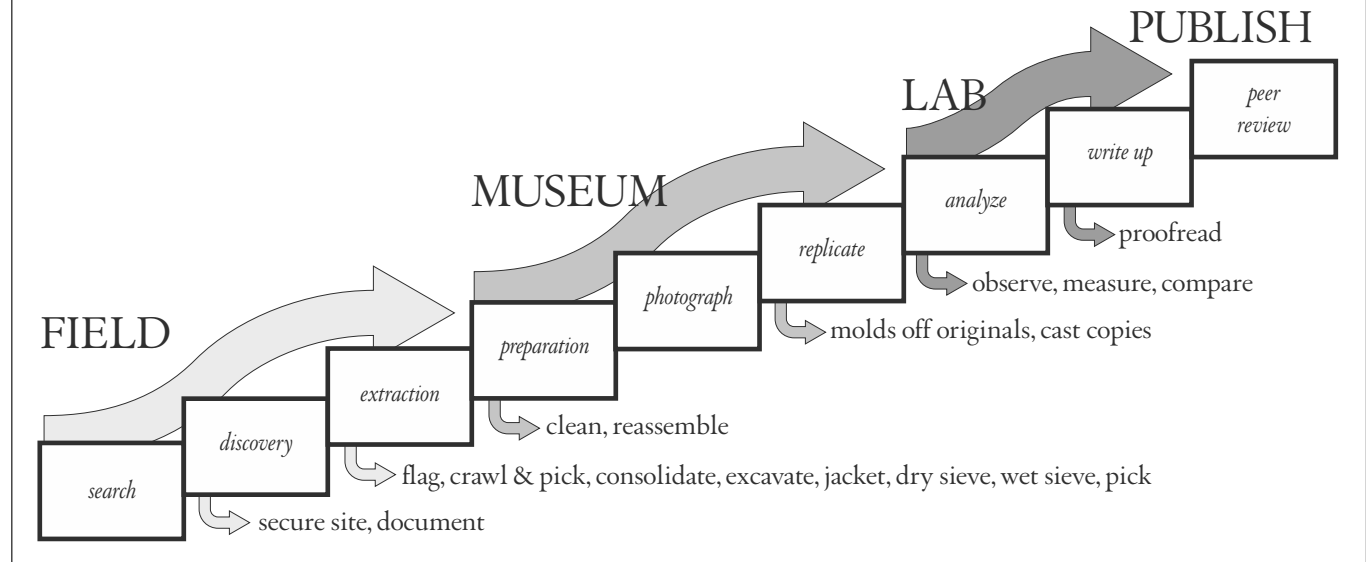 FIELD
search
discovery
secure site, document
extraction
flag, crawl & pick, consolidate, excavate, jacket, dry sieve, wet sieve, pick
MUSEUM
preparation
clean, reassemble
photograph
replicate
molds off originals, cast copies
LAB
analyze
observe, measure, compare
write up
proofread
PUBLISH
peer
review